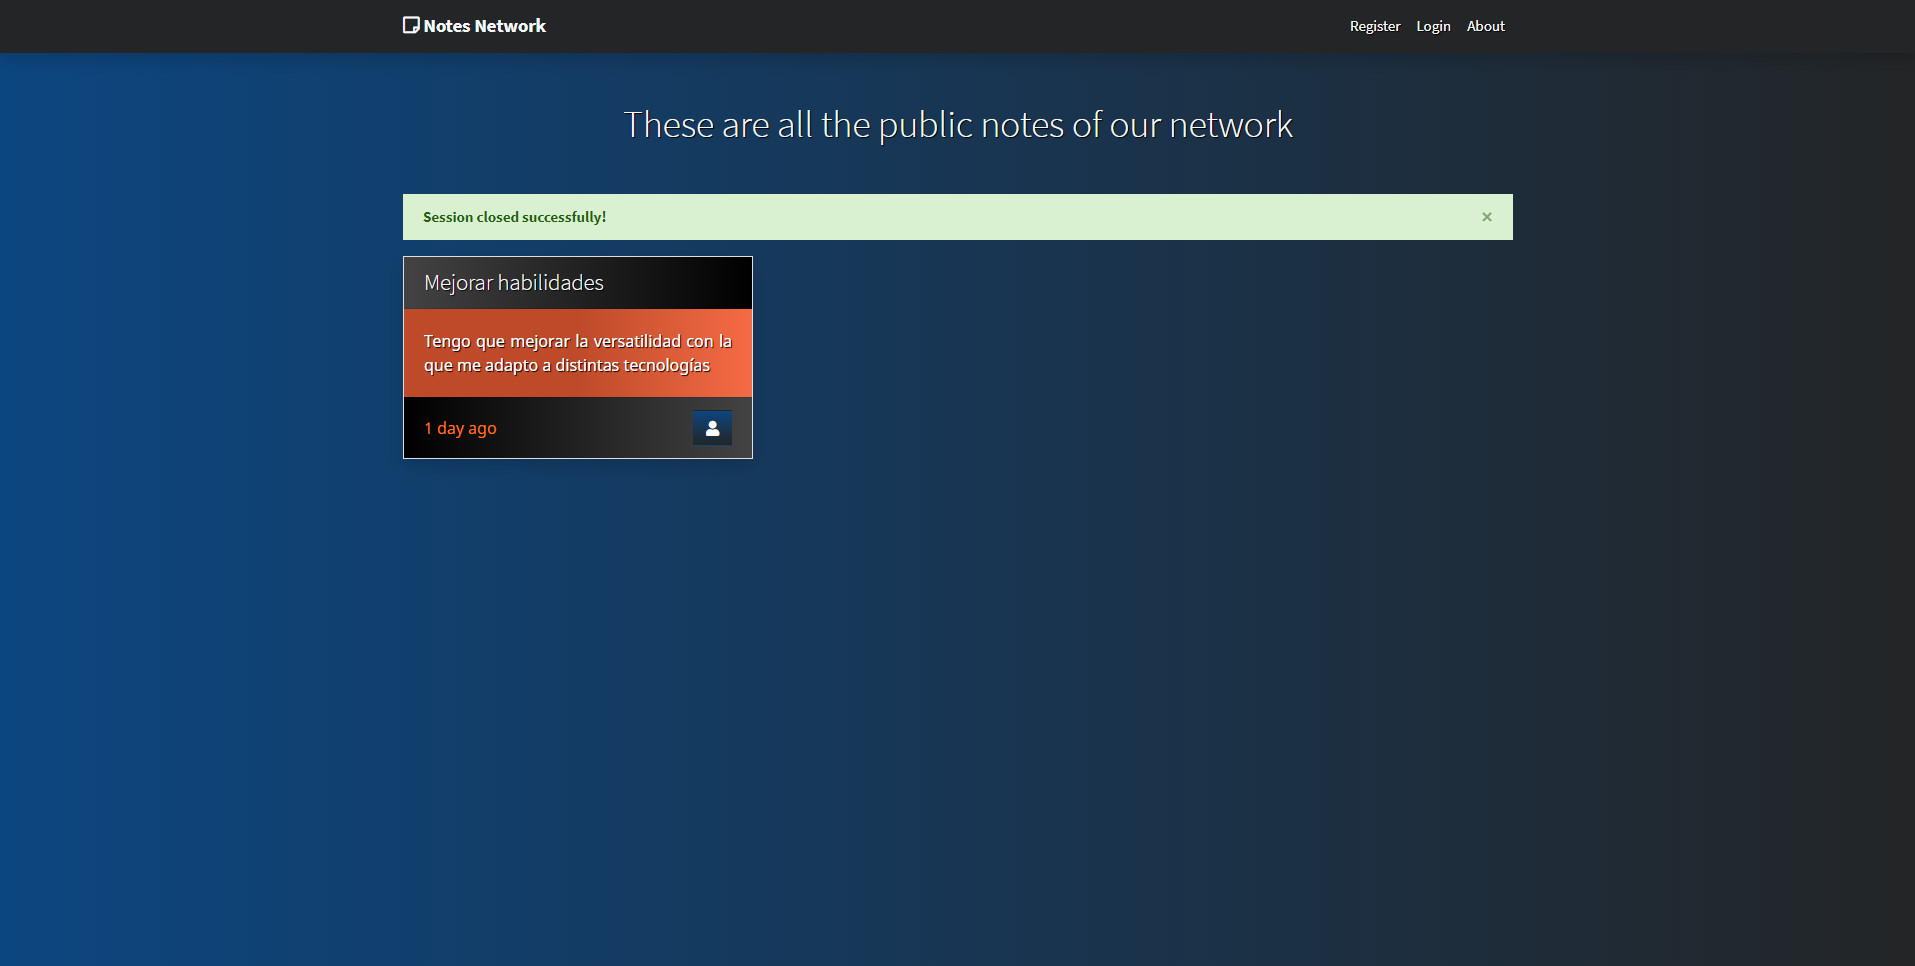 Notes Network
Register Login About
These are all the public notes of our network
Session closed successfully! ×
Mejorar habilidades
Tengo que mejorar la versatilidad con la
que me adapto a distintas tecnologías
1 day ago